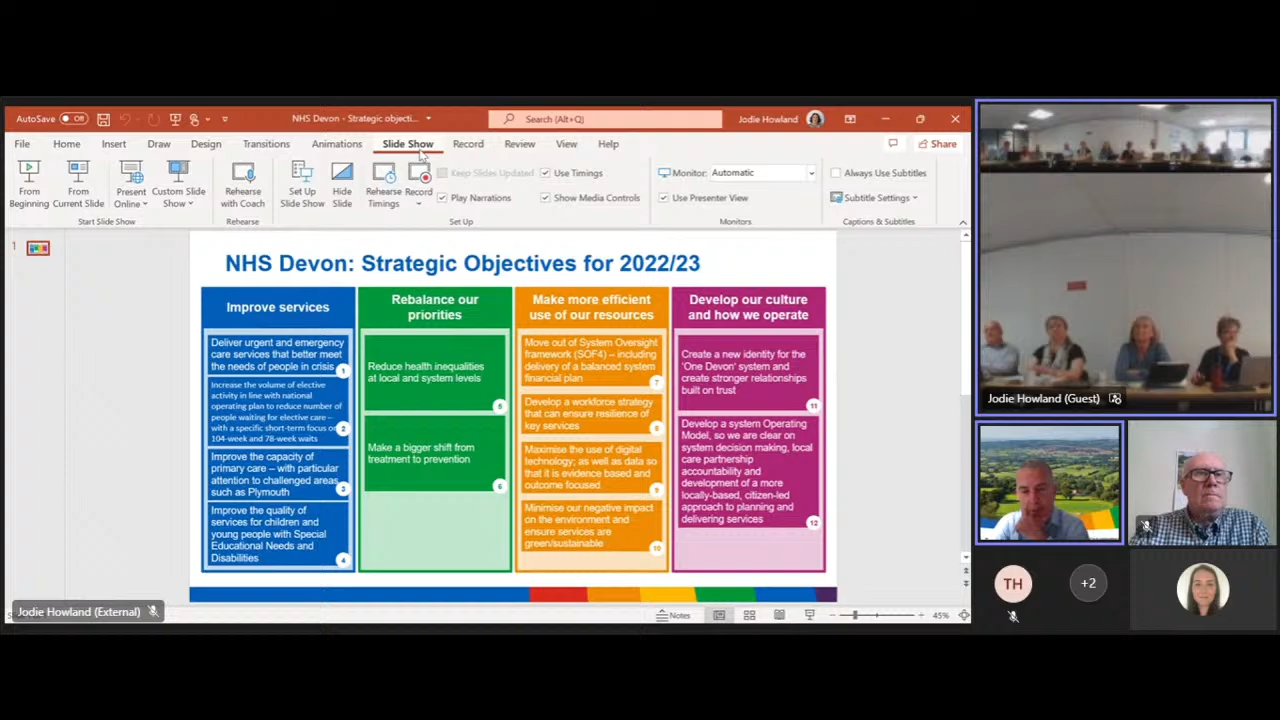 AutoSave Off
NHS Devon - Strategic objecti...
Search (Alt+Q)
Jodie Howland
File Home Insert Draw Design Transitions Animations Slide Show Record Review View Help
Share
From
Beginning
From
Current Slide
Present
Online
Custom Slide
Show
Rehearse
with Coach
Set Up
Slide Show
Hide
Slide
Rehearse
Timings
Record
Keep Slides Updated
Play Narrations
Use Timings
Show Media Controls
Monitor: Automatic
Use Presenter View
Always Use Subtitles
Subtitle Settings
Start Slide Show
Rehearse
Set Up
Monitors
Captions & Subtitles
1
NHS Devon: Strategic Objectives for 2022/23
Improve services
Deliver urgent and emergency
care services that better meet
the needs of people in crisis
1
Increase the volume of elective
activity in line with national
operating plan to reduce number of
people waiting for elective care –
with a specific short-term focus on
104-week and 78-week waits
2
Improve the capacity of
primary care – with particular
attention to challenged areas
such as Plymouth
3
Improve the quality of
services for children and
young people with Special
Educational Needs and
Disabilities
4
Rebalance our
priorities
Reduce health inequalities
at local and system levels
5
Make a bigger shift from
treatment to prevention
6
Make more efficient
use of our resources
Move out of System Oversight
framework (SOF4) – including
delivery of a balanced system
financial plan
7
Develop a workforce strategy
that can ensure resilience of
key services
8
Maximise the use of digital
technology; as well as data so
that it is evidence based and
outcome focused
9
Minimise our negative impact
on the environment and
ensure services are
green/sustainable
10
Develop our culture
and how we operate
Create a new identity for the
'One Devon' system and
create stronger relationships
built on trust
11
Develop a system Operating
Model, so we are clear on
system decision making, local
care partnership
accountability and
development of a more
locally-based, citizen-led
approach to planning and
delivering services
12
Jodie Howland (External)
Notes
45%
Jodie Howland (Guest)
TH
+2